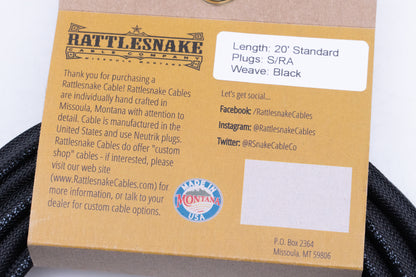 RATTLESNAKE
CABLE COMPANY
Length: 20' Standard
Plugs: S/RA
Weave: Black
Thank you for purchasing a
Rattlesnake Cable! Rattlesnake Cables
are individually hand crafted in
Missoula, Montana with attention to
detail. Cable is manufactured in the
United States and use Neutrik plugs.
Rattlesnake Cables do offer "custom
shop" cables - if interested, please
visit our web site
(www.RattlesnakeCables.com) for
more information, or talk to your
dealer for custom cable options.
Let's get social...
Facebook: /RattlesnakeCables
Instagram: @RattlesnakeCables
Twitter: @RSnakeCableCo
MADE IN
MONTANA
USA
P.O. Box 2364
Missoula, MT 59806